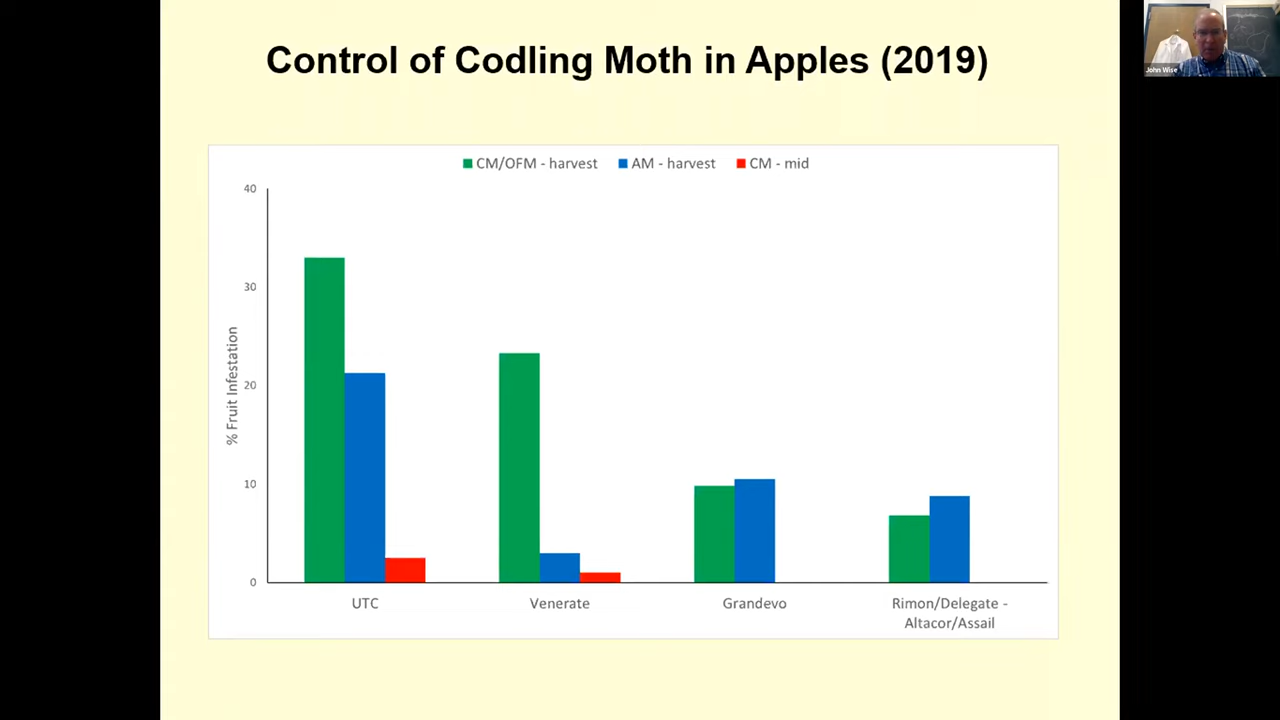 Control of Codling Moth in Apples (2019)
John Wise
CM/OFM - harvest AM - harvest CM - mid
40
30
20
10
0
% Fruit Infestation
UTC Venerate Grandevo Rimon/Delegate -
Altacor/Assail